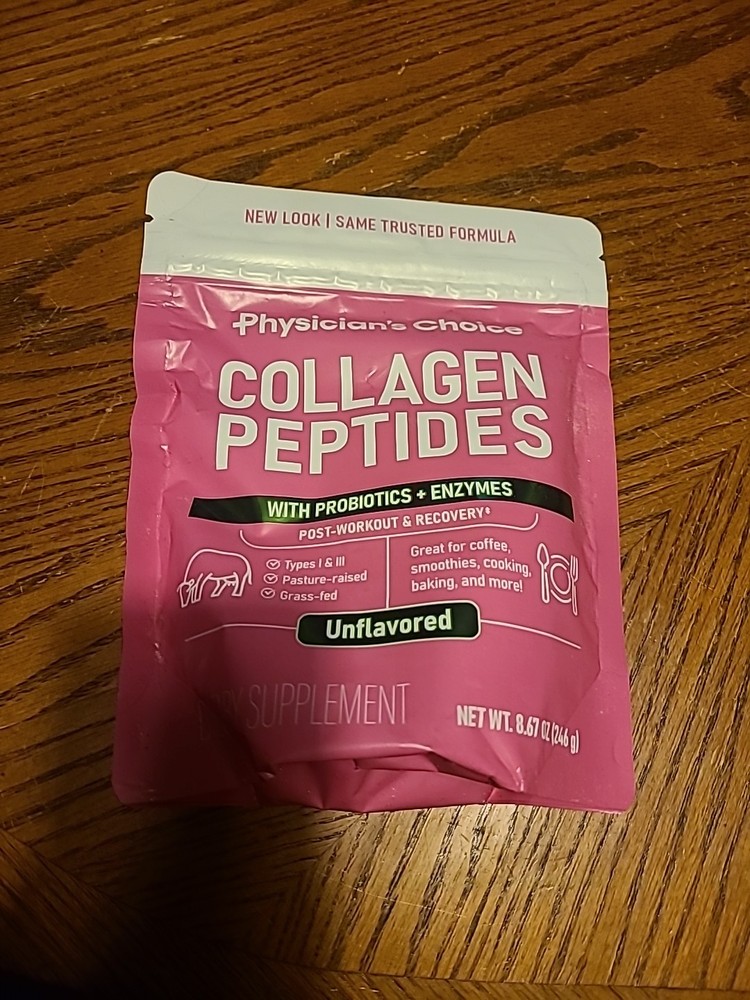 NEW LOOK | SAME TRUSTED FORMULA
Physician's Choice
COLLAGEN
PEPTIDES
WITH PROBIOTICS + ENZYMES
POST-WORKOUT & RECOVERY*
Types I & III
Pasture-raised
Grass-fed
Great for coffee,
smoothies, cooking,
baking, and more!
Unflavored
SUPPLEMENT
NET WT. 8.67 OZ (246 g)